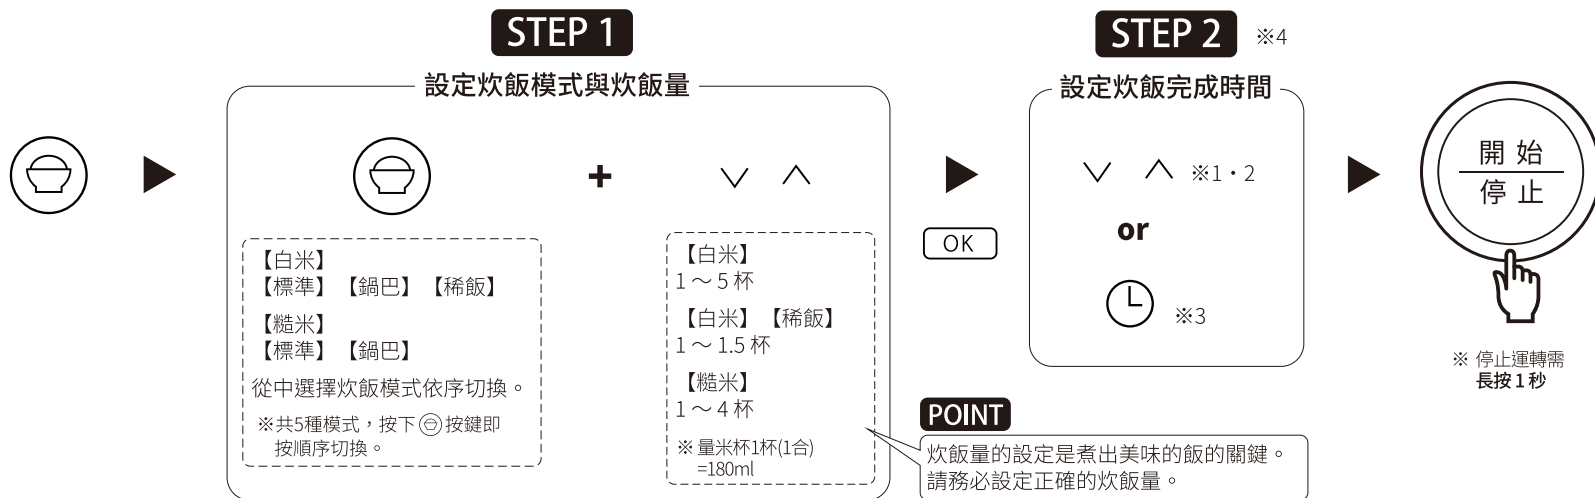 STEP 1
設定炊飯模式與炊飯量
【白米】
【標準】【鍋巴】【稀飯】
【糙米】
【標準】【鍋巴】
從中選擇炊飯模式依序切換。
※共5種模式，按下 按鍵即
按順序切換。
+
【白米】
1～5杯
【白米】【稀飯】
1～1.5杯
【糙米】
1～4杯
※ 量米杯1杯(1合)
=180ml
OK
STEP 2 ※4
設定炊飯完成時間
※1・2
or
※3
POINT
炊飯量的設定是煮出美味的飯的關鍵。
請務必設定正確的炊飯量。
開始
停止
※ 停止運轉需
長按1秒